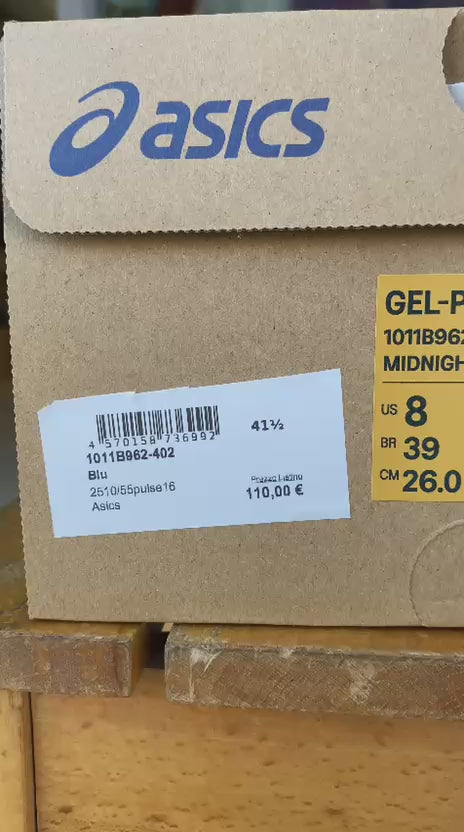 asics
GEL-P
1011B962
MIDNIGH
US 8
BR 39
CM 26.0
4 570158 736992
41½
1011B962-402
Blu
2510/55pulse16
Asics
Prezzo Listino
110,00 €